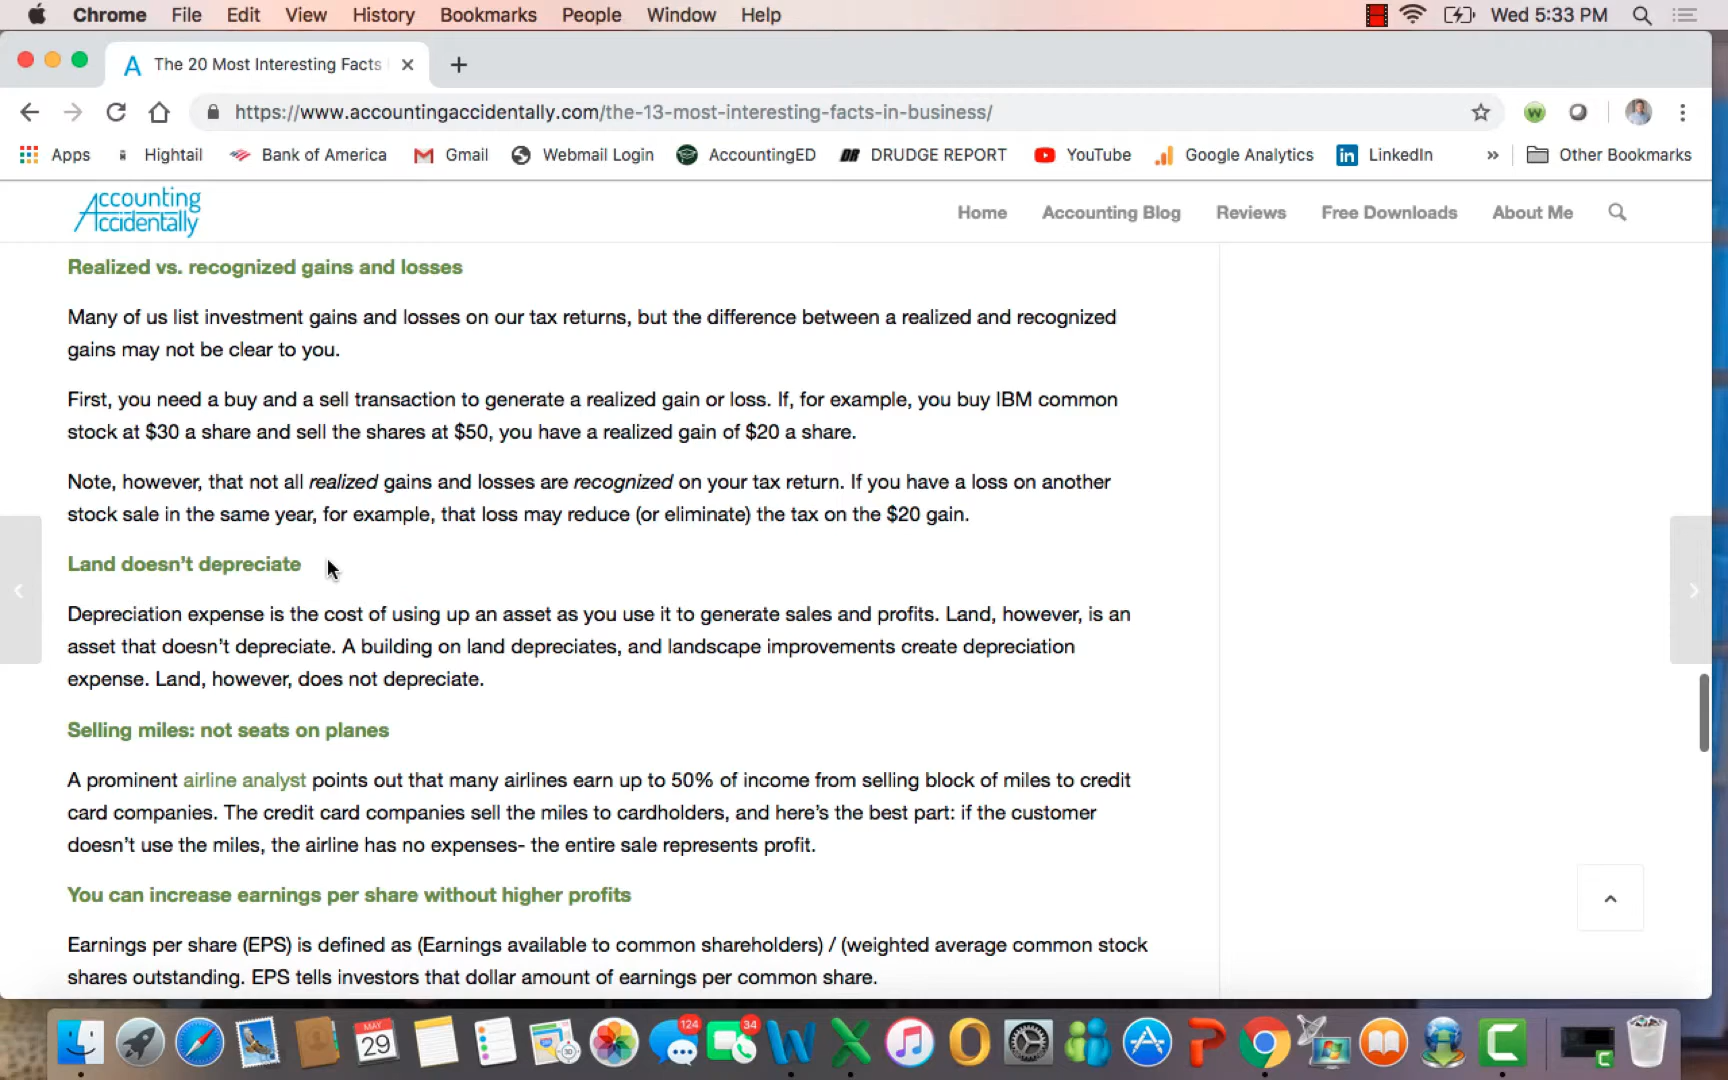 Chrome File Edit View History Bookmarks People Window Help Wed 5:33 PM
The 20 Most Interesting Facts
https://www.accountingaccidentally.com/the-13-most-interesting-facts-in-business/
Apps Hightail Bank of America Gmail Webmail Login AccountingED DRUDGE REPORT YouTube Google Analytics LinkedIn » Other Bookmarks
Accounting
Accidentally
Home Accounting Blog Reviews Free Downloads About Me
Realized vs. recognized gains and losses
Many of us list investment gains and losses on our tax returns, but the difference between a realized and recognized
gains may not be clear to you.
First, you need a buy and a sell transaction to generate a realized gain or loss. If, for example, you buy IBM common
stock at $30 a share and sell the shares at $50, you have a realized gain of $20 a share.
Note, however, that not all realized gains and losses are recognized on your tax return. If you have a loss on another
stock sale in the same year, for example, that loss may reduce (or eliminate) the tax on the $20 gain.
Land doesn't depreciate
Depreciation expense is the cost of using up an asset as you use it to generate sales and profits. Land, however, is an
asset that doesn't depreciate. A building on land depreciates, and landscape improvements create depreciation
expense. Land, however, does not depreciate.
Selling miles: not seats on planes
A prominent airline analyst points out that many airlines earn up to 50% of income from selling block of miles to credit
card companies. The credit card companies sell the miles to cardholders, and here's the best part: if the customer
doesn't use the miles, the airline has no expenses- the entire sale represents profit.
You can increase earnings per share without higher profits
Earnings per share (EPS) is defined as (Earnings available to common shareholders) / (weighted average common stock
shares outstanding. EPS tells investors that dollar amount of earnings per common share.
MAY
29
124
34